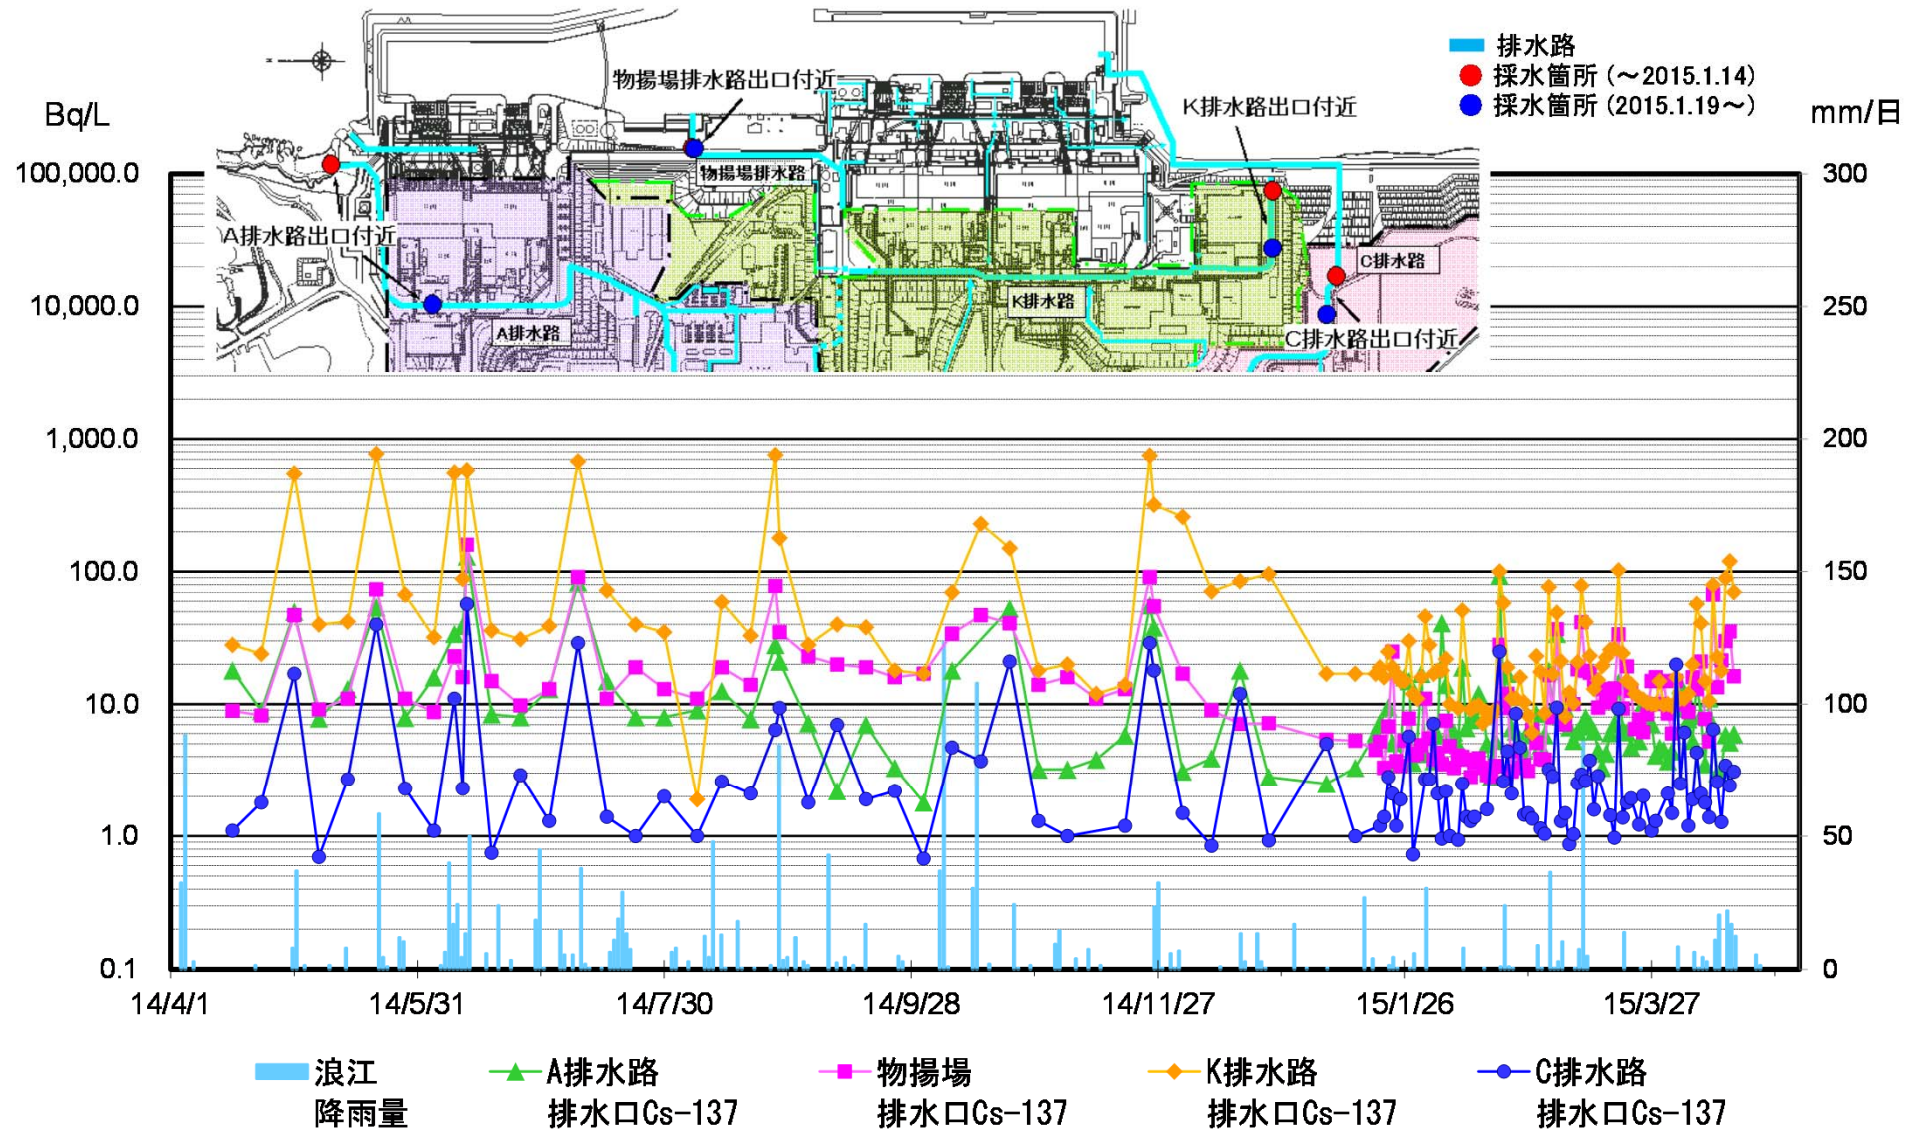 排水路
採水箇所 (～2015.1.14)
採水箇所 (2015.1.19～)
Bq/L
mm/日
物揚場排水路出口付近
K排水路出口付近
物揚場排水路
A排水路出口付近
C排水路
K排水路
A排水路
C排水路出口付近
100,000.0
10,000.0
1,000.0
100.0
10.0
1.0
0.1
300
250
200
150
100
50
0
14/4/1
14/5/31
14/7/30
14/9/28
14/11/27
15/1/26
15/3/27
浪江
降雨量
A排水路
排水口Cs-137
物揚場
排水口Cs-137
K排水路
排水口Cs-137
C排水路
排水口Cs-137